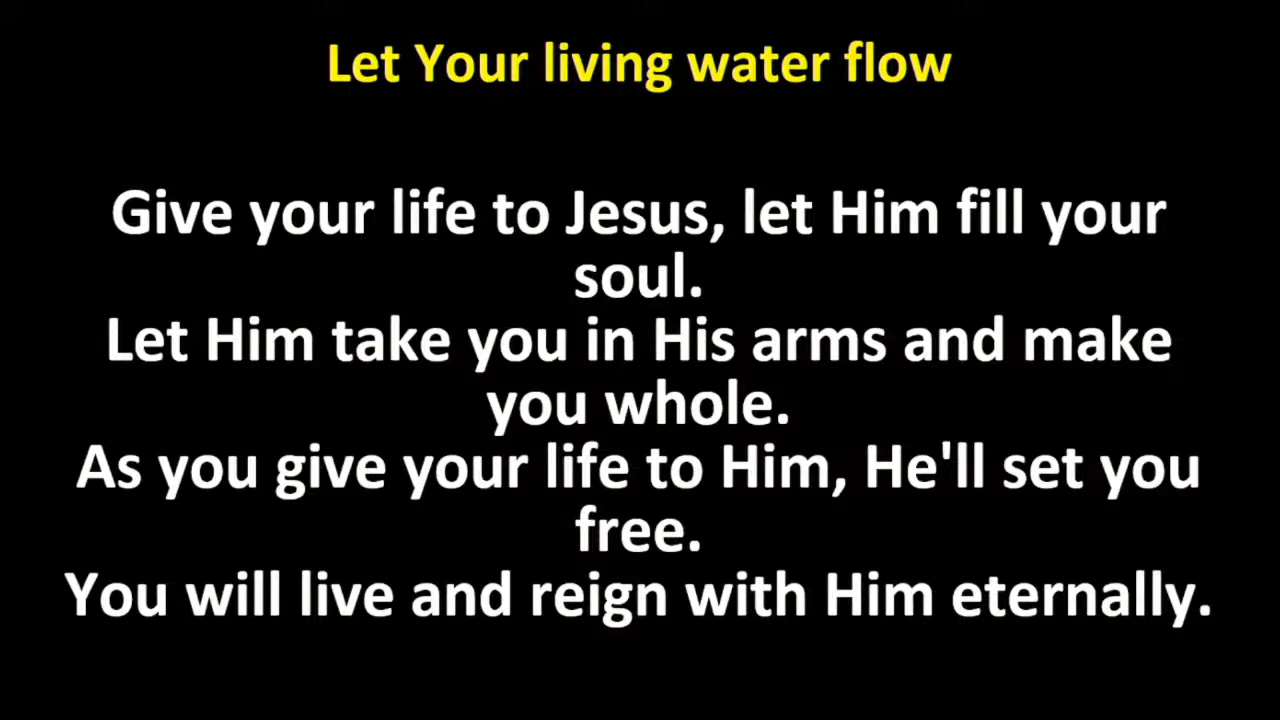 Let Your living water flow
Give your life to Jesus, let Him fill your
soul.
Let Him take you in His arms and make
you whole.
As you give your life to Him, He'll set you
free.
You will live and reign with Him eternally.